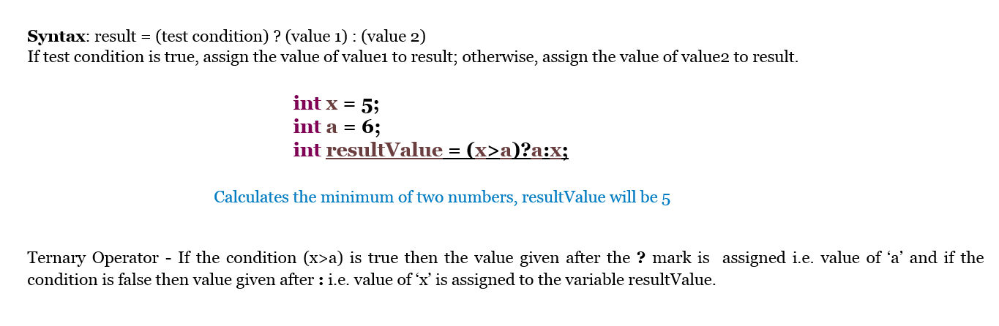 Syntax: result = (test condition) ? (value 1) : (value 2)
If test condition is true, assign the value of value1 to result; otherwise, assign the value of value2 to result.
int x = 5;
int a = 6;
int resultValue = (x>a)?a:x;
Calculates the minimum of two numbers, resultValue will be 5
Ternary Operator - If the condition (x>a) is true then the value given after the ? mark is assigned i.e. value of ‘a’ and if the
condition is false then value given after : i.e. value of ‘x’ is assigned to the variable resultValue.